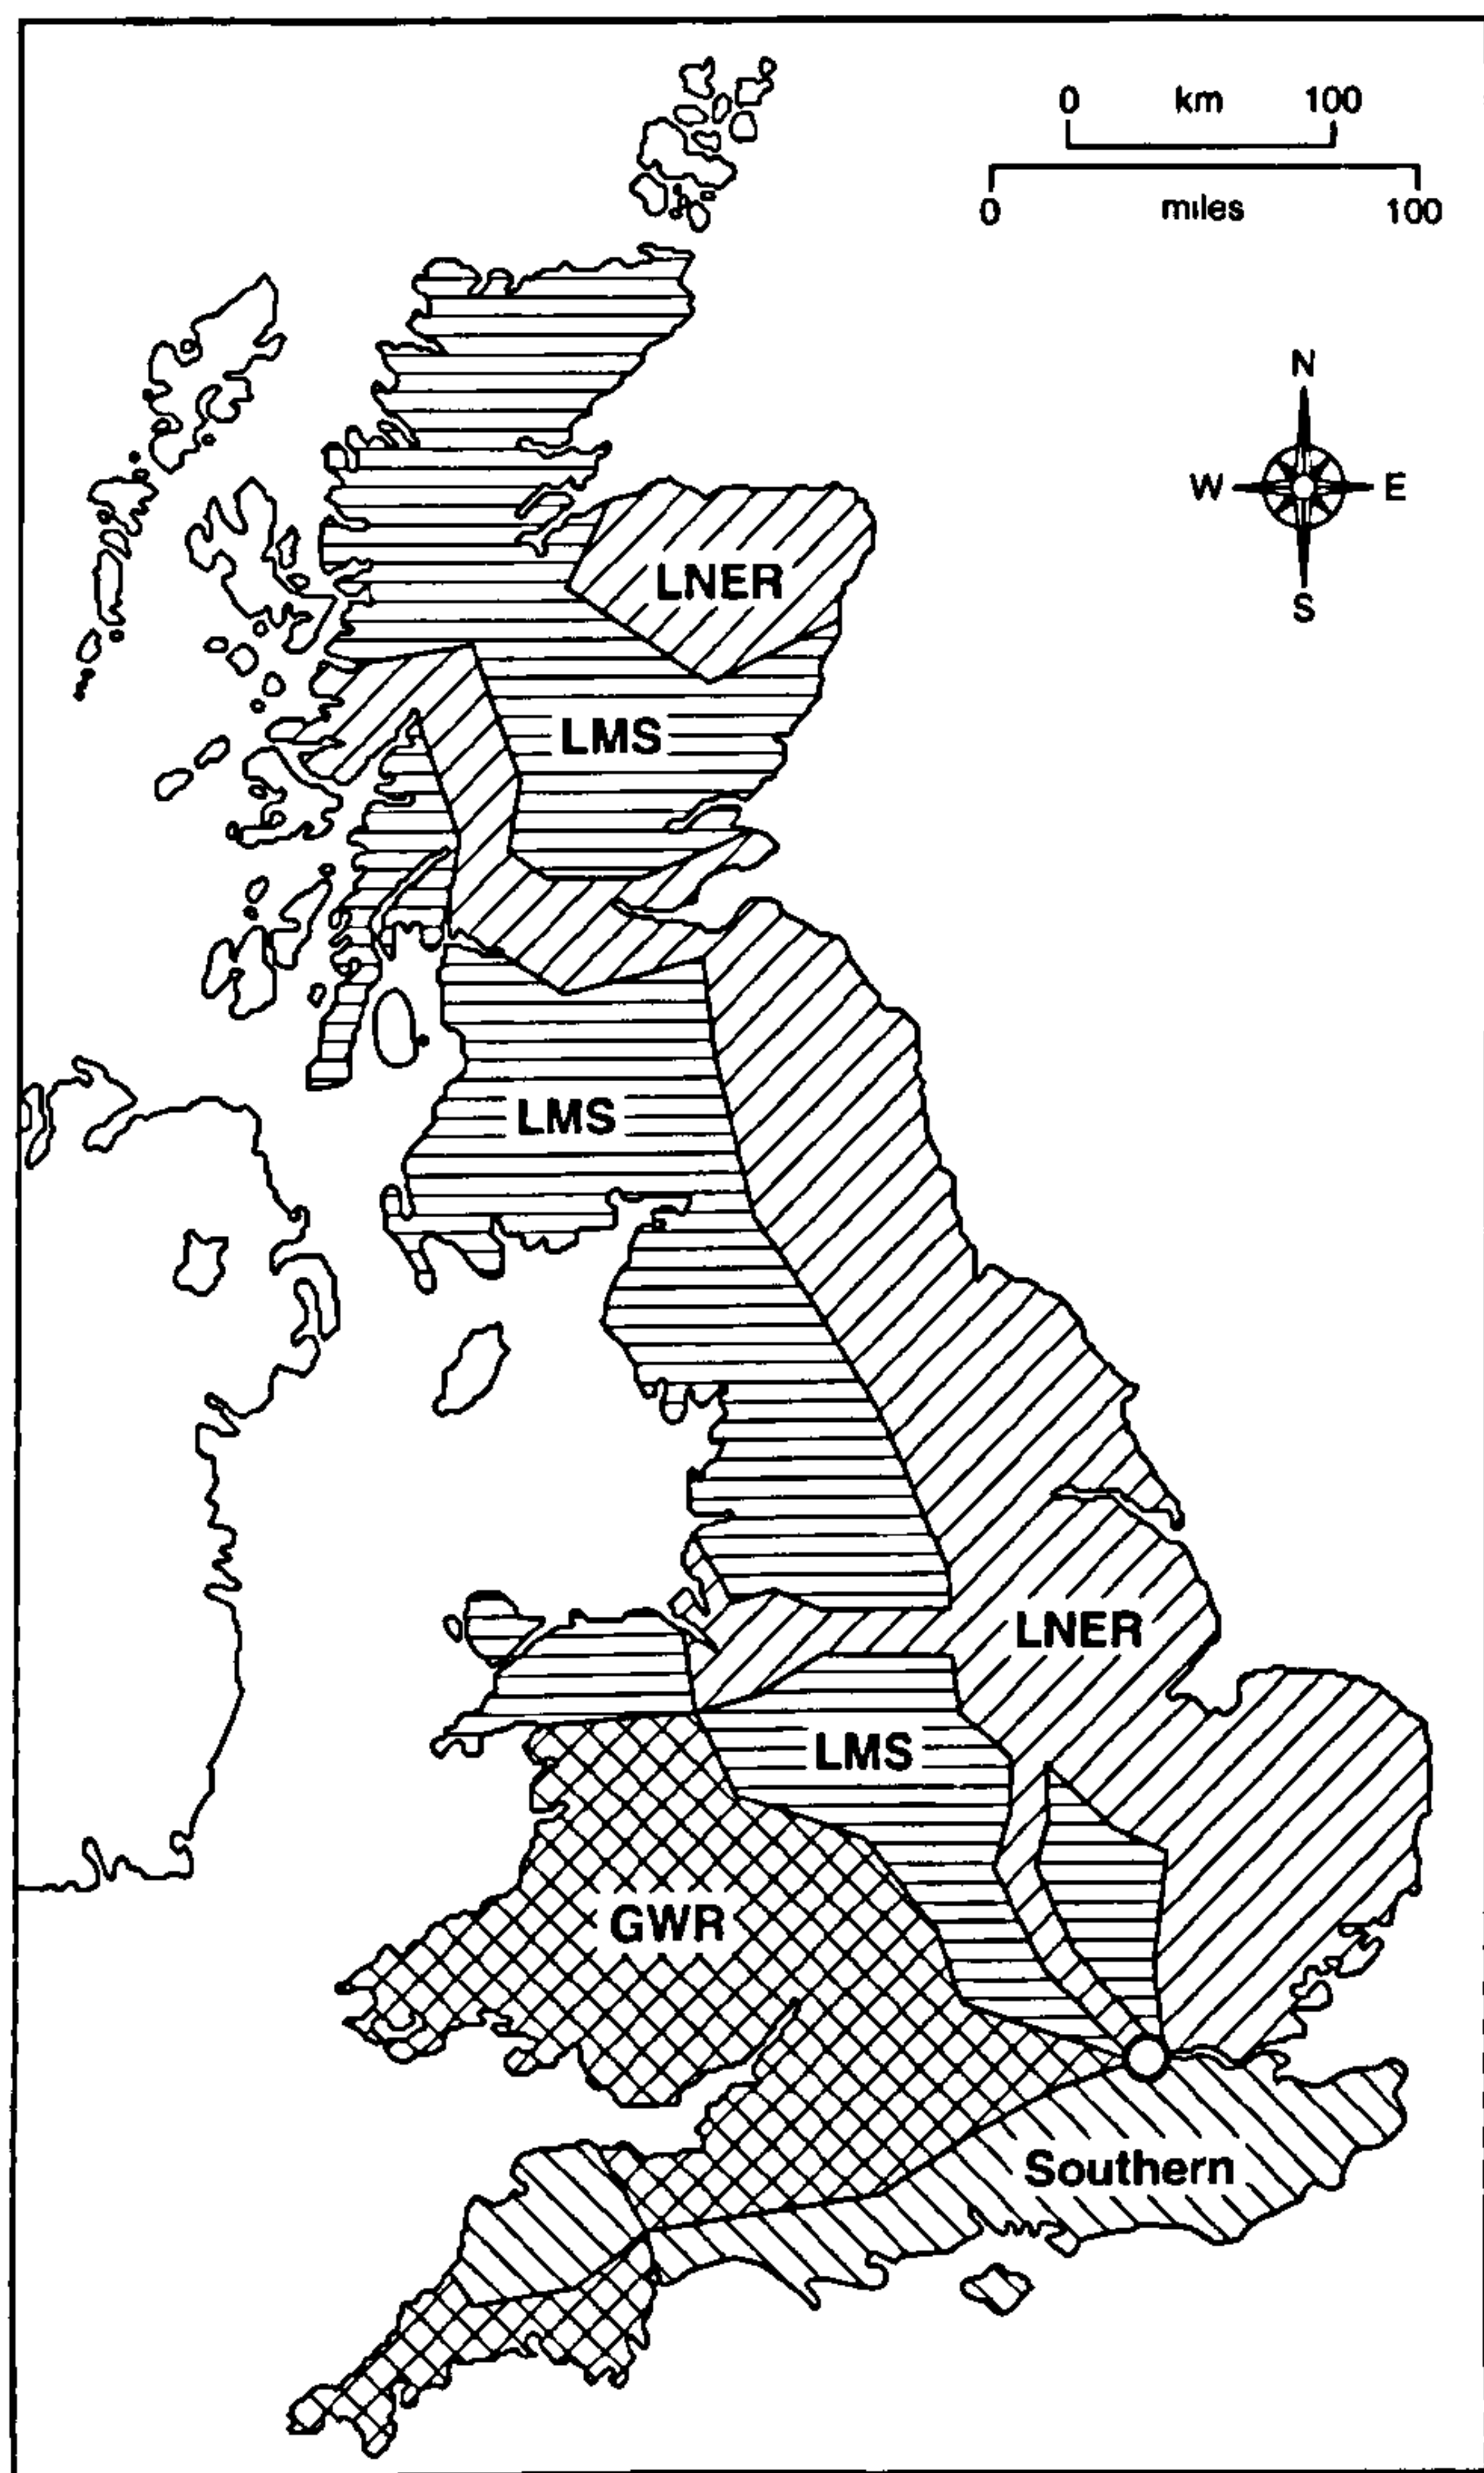 0 km 100
0 miles 100
N
W E
S
LNER
LMS
LMS
LNER
LMS
GWR
Southern